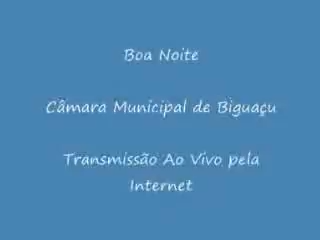 Boa Noite
Câmara Municipal de Biguaçu
Transmissão Ao Vivo pela
Internet